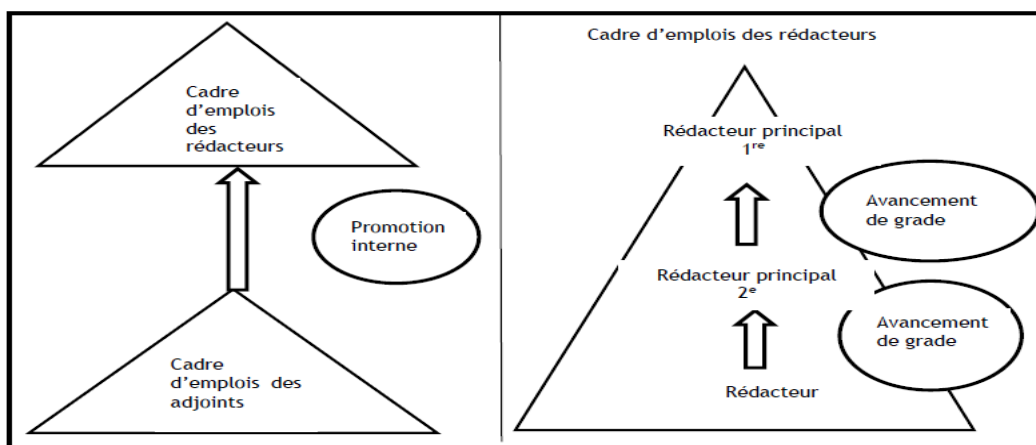 Cadre
d'emplois
des
rédacteurs
Promotion
interne
Cadre
d'emplois des
adjoints
Cadre d'emplois des rédacteurs
Rédacteur principal
1re
Avancement
de grade
Rédacteur principal
2e
Avancement
de grade
Rédacteur